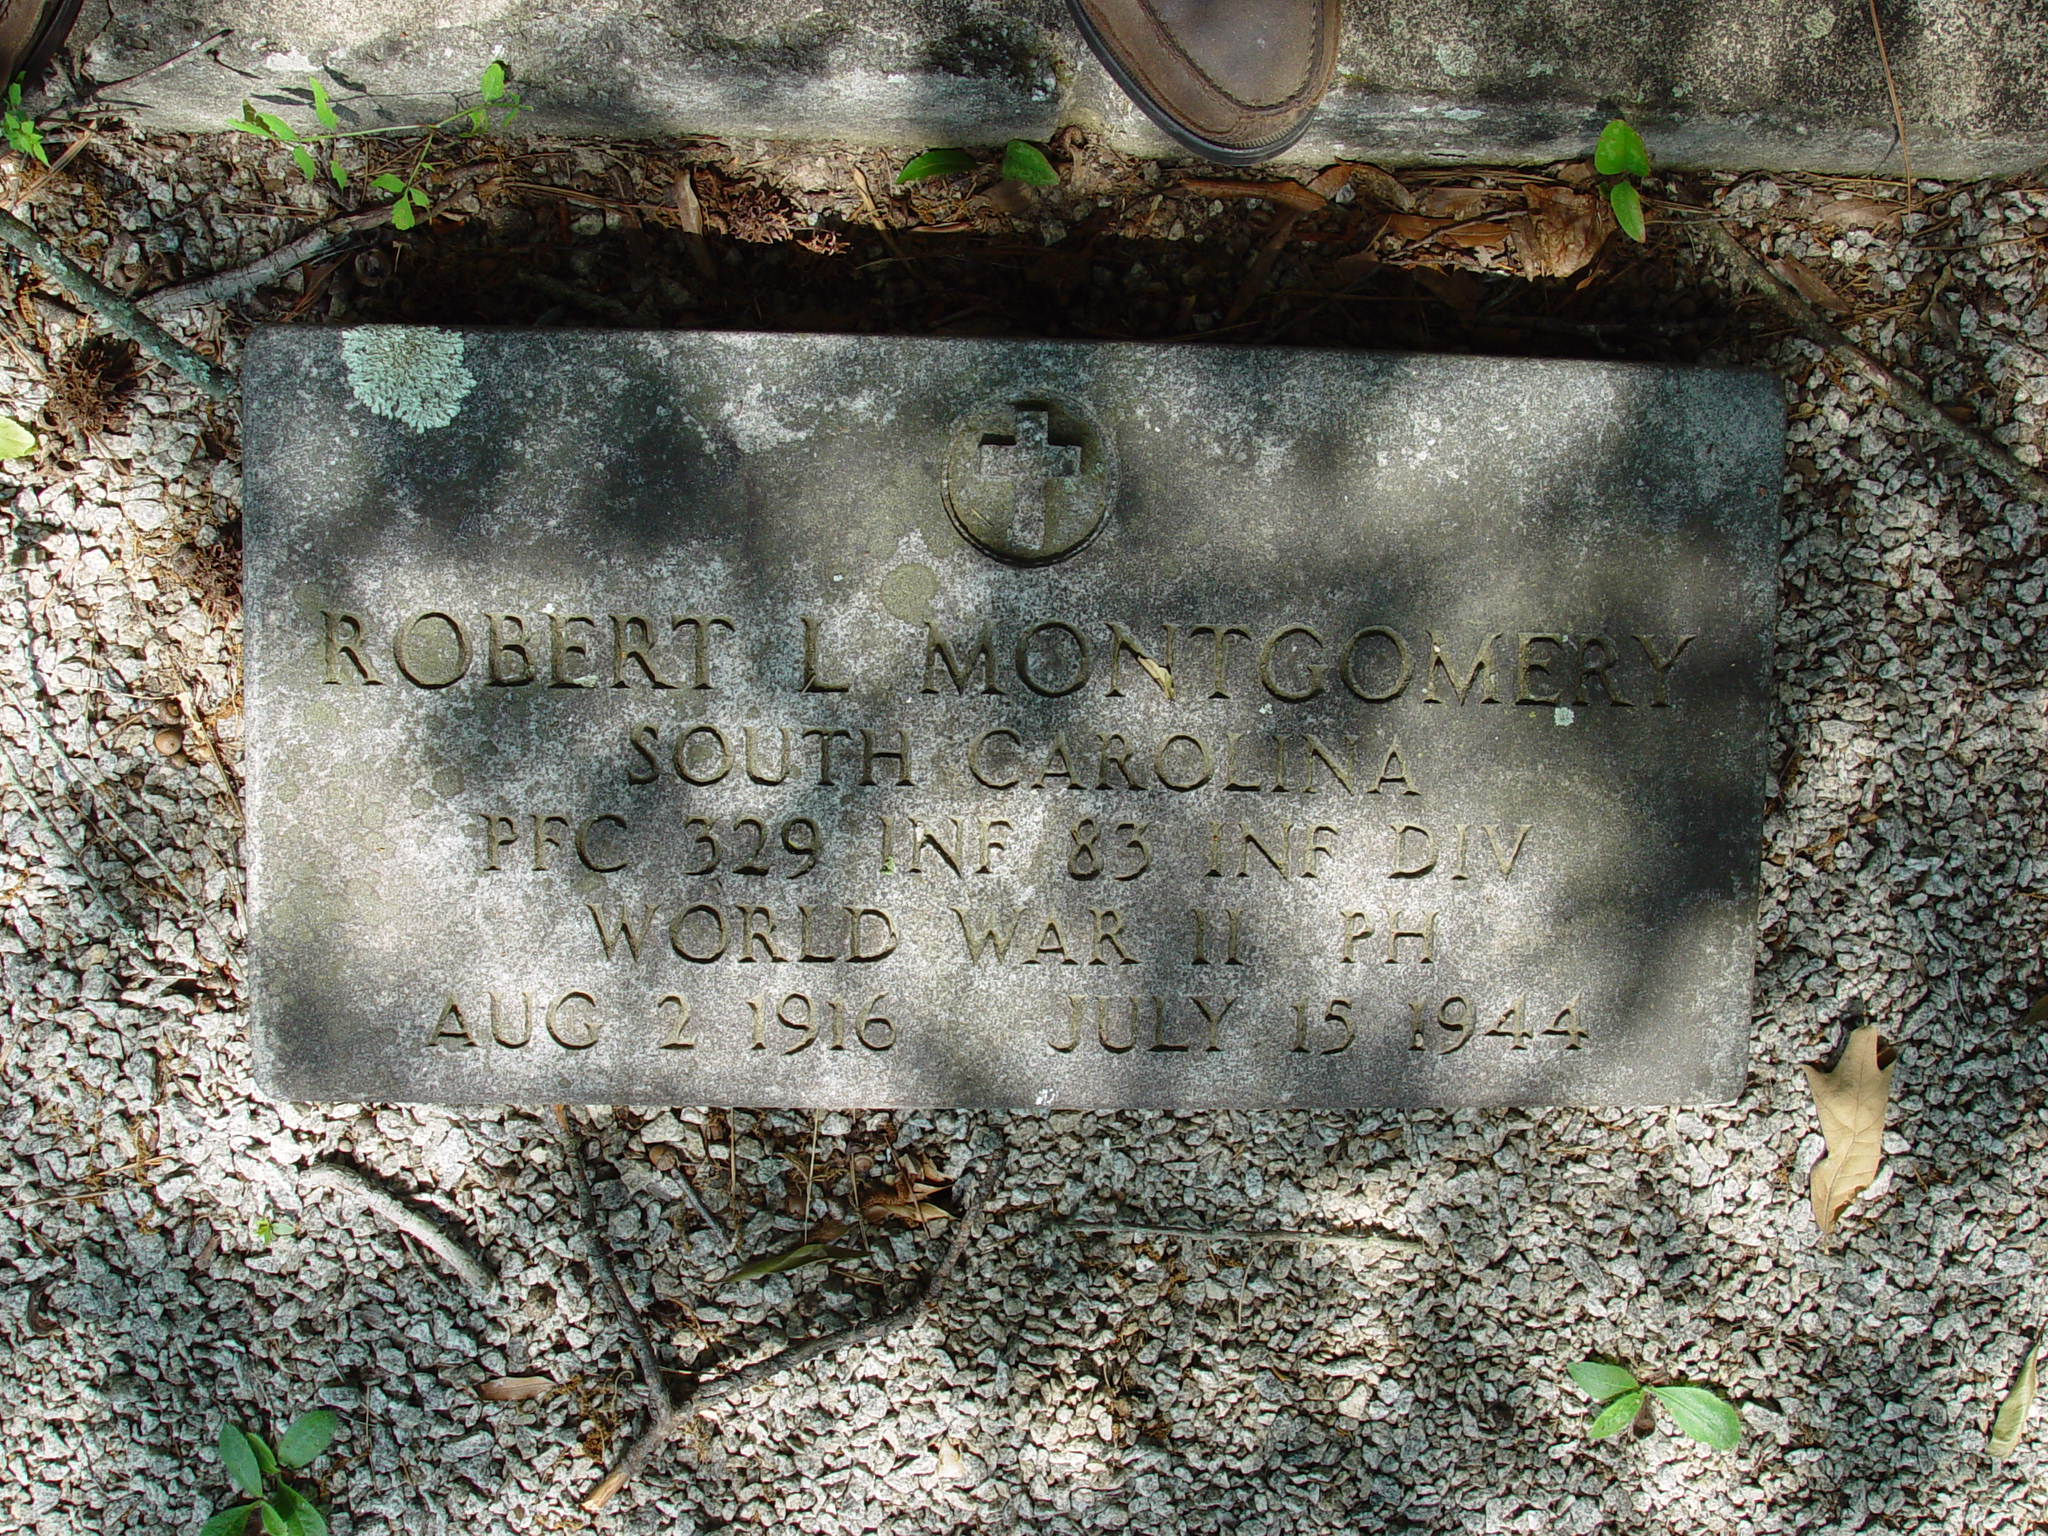 ROBERT L MONTGOMERY
SOUTH CAROLINA
PFC 329 INF 83 INF DIV
WORLD WAR II PH
AUG 2 1916 JULY 15 1944